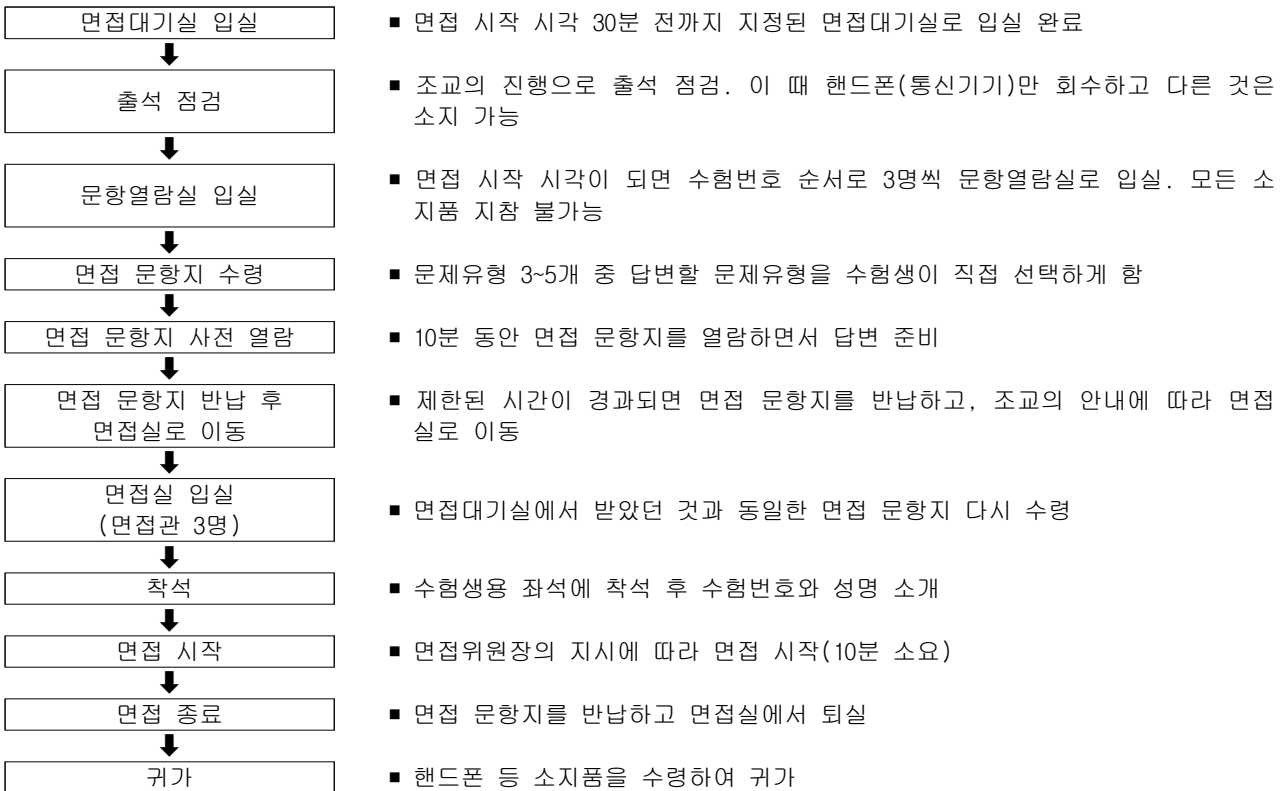 면접대기실 입실
■ 면접 시작 시각 30분 전까지 지정된 면접대기실로 입실 완료
출석 점검
■ 조교의 진행으로 출석 점검. 이 때 핸드폰(통신기기)만 회수하고 다른 것은
소지 가능
문항열람실 입실
■ 면접 시작 시각이 되면 수험번호 순서로 3명씩 문항열람실로 입실. 모든 소
지품 지참 불가능
면접 문항지 수령
■ 문제유형 3~5개 중 답변할 문제유형을 수험생이 직접 선택하게 함
면접 문항지 사전 열람
■ 10분 동안 면접 문항지를 열람하면서 답변 준비
면접 문항지 반납 후
면접실로 이동
■ 제한된 시간이 경과되면 면접 문항지를 반납하고, 조교의 안내에 따라 면접
실로 이동
면접실 입실
(면접관 3명)
■ 면접대기실에서 받았던 것과 동일한 면접 문항지 다시 수령
착석
■ 수험생용 좌석에 착석 후 수험번호와 성명 소개
면접 시작
■ 면접위원장의 지시에 따라 면접 시작(10분 소요)
면접 종료
■ 면접 문항지를 반납하고 면접실에서 퇴실
귀가
■ 핸드폰 등 소지품을 수령하여 귀가